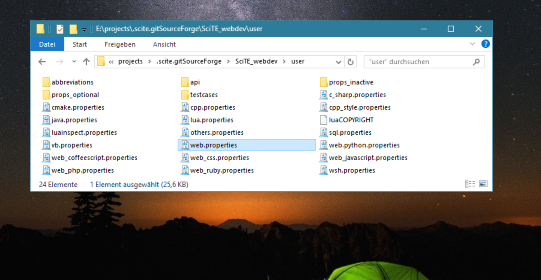 E:\projects\.scite.gitSourceForge\SciTE_webdev\user
Datei Start Freigeben Ansicht
« projects › .scite.gitSourceForge › SciTE_webdev › user "user" durchsuchen
abbreviations api props_inactive
props_optional testcases c_sharp.properties
cmake.properties cpp.properties cpp_style.properties
java.properties lua.properties luaCOPYRIGHT
luainspect.properties others.properties sql.properties
vb.properties web.properties web.python.properties
web_coffeescript.properties web_css.properties web_javascript.properties
web_php.properties web_ruby.properties wsh.properties
24 Elemente 1 Element ausgewählt (25,6 KB)